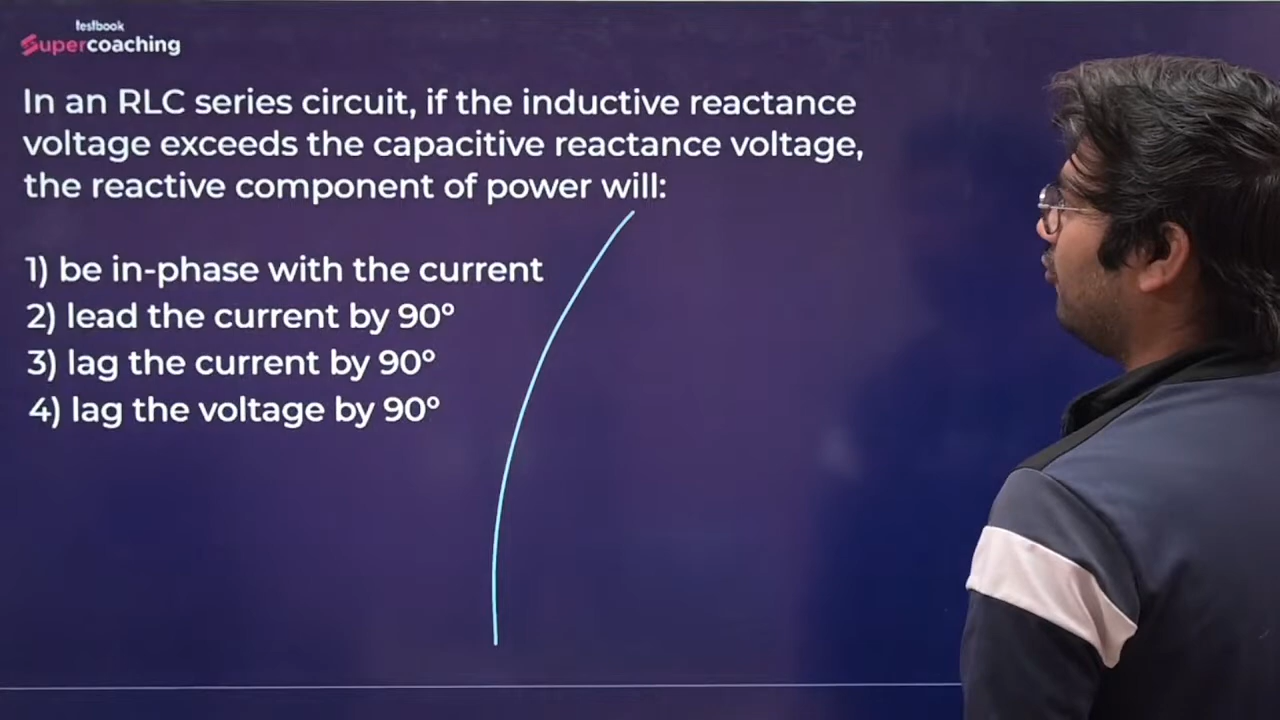 testbook
Supercoaching
In an RLC series circuit, if the inductive reactance
voltage exceeds the capacitive reactance voltage,
the reactive component of power will:
1) be in-phase with the current
2) lead the current by 90°
3) lag the current by 90°
4) lag the voltage by 90°